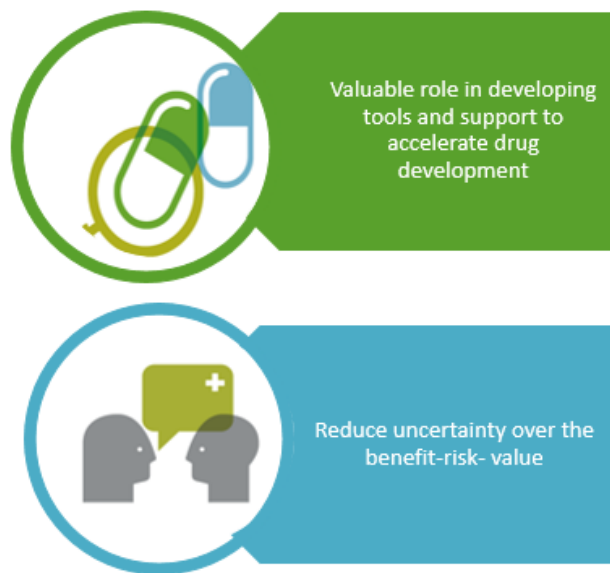 Valuable role in developing
tools and support to
accelerate drug
development
Reduce uncertainty over the
benefit-risk- value